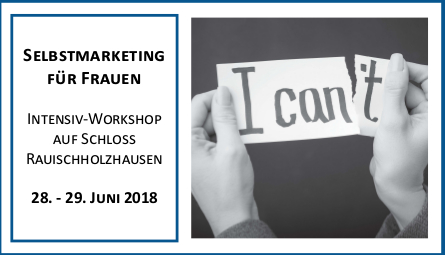 SELBSTMARKETING
FÜR FRAUEN
INTENSIV-WORKSHOP
AUF SCHLOSS
RAUISCHHOLZHAUSEN
28. - 29. JUNI 2018
I can't